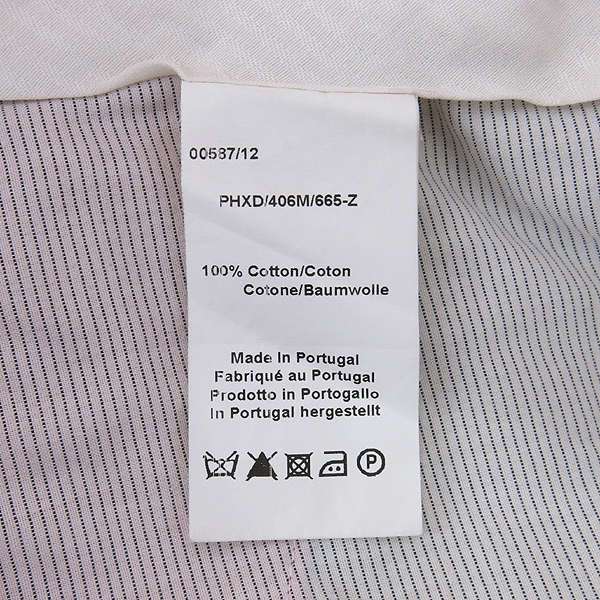 00587/12
PHXD/406M/665-Z
100% Cotton/Coton
Cotone/Baumwolle
Made In Portugal
Fabriqué au Portugal
Prodotto in Portogallo
In Portugal hergestellt
P